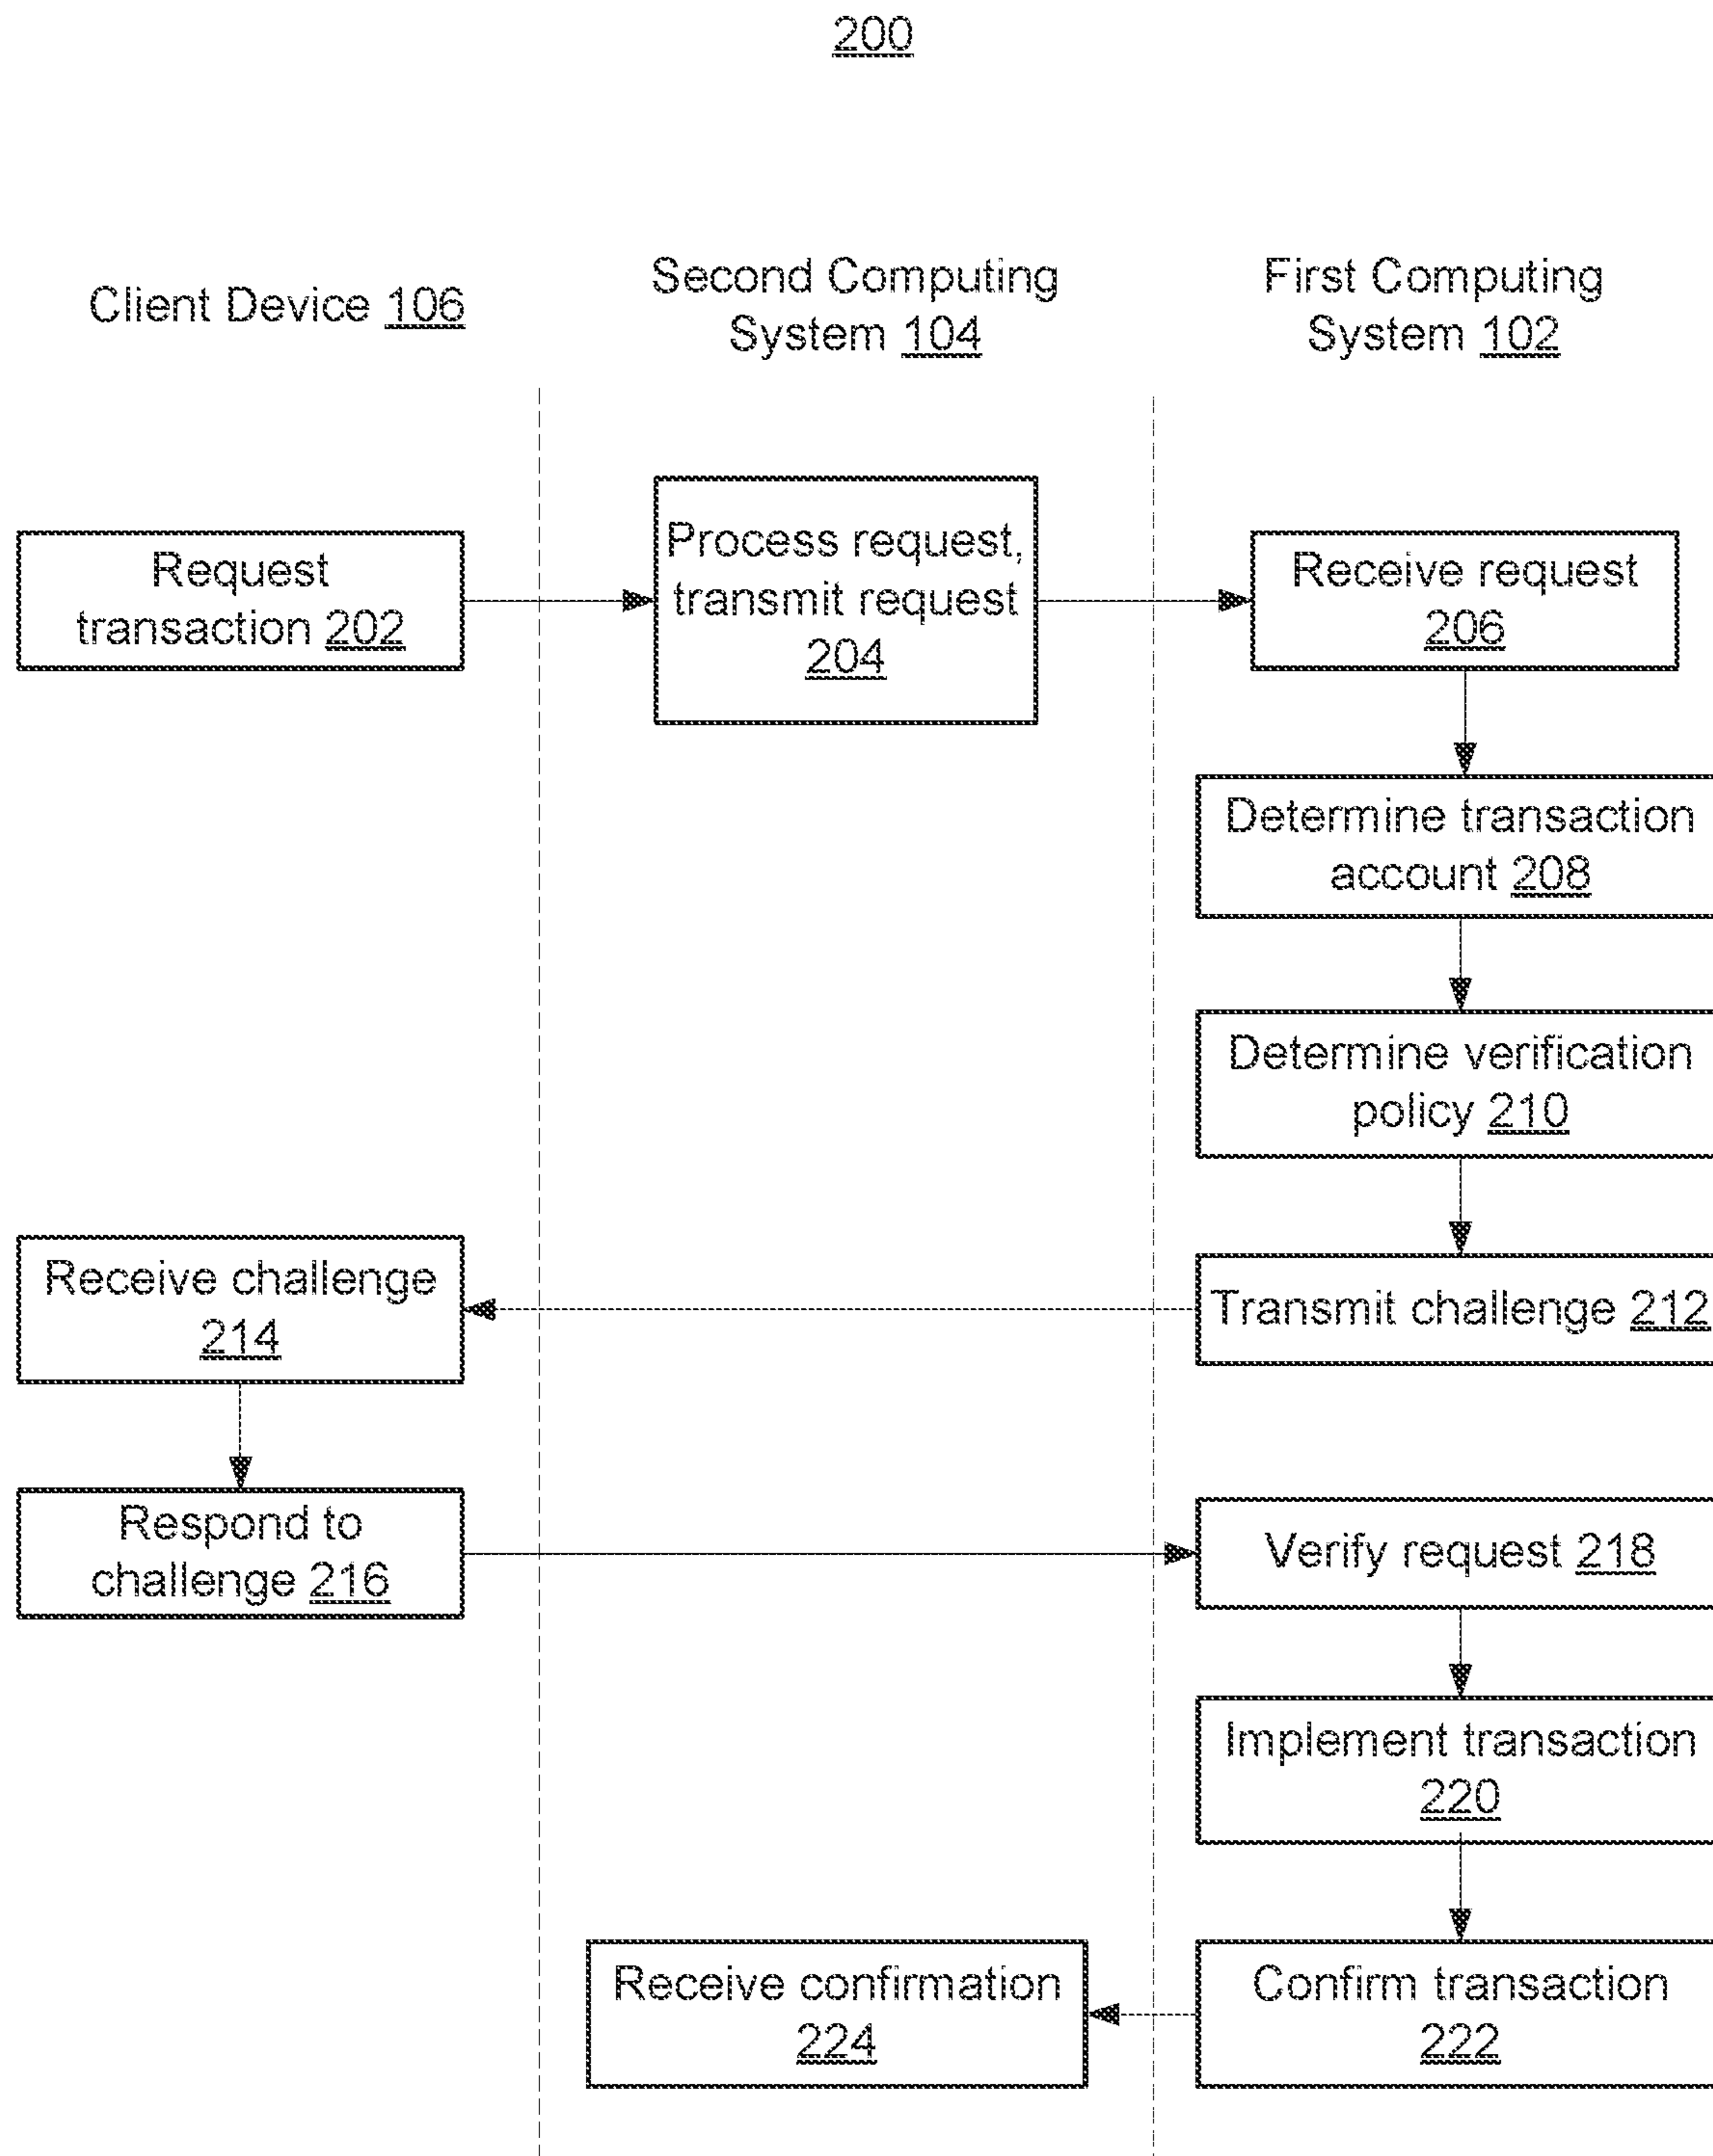 200
Client Device 106
Second Computing
System 104
First Computing
System 102
Request
transaction 202
Process request,
transmit request
204
Receive request
206
Determine transaction
account 208
Determine verification
policy 210
Receive challenge
214
Transmit challenge 212
Respond to
challenge 216
Verify request 218
Implement transaction
220
Receive confirmation
224
Confirm transaction
222